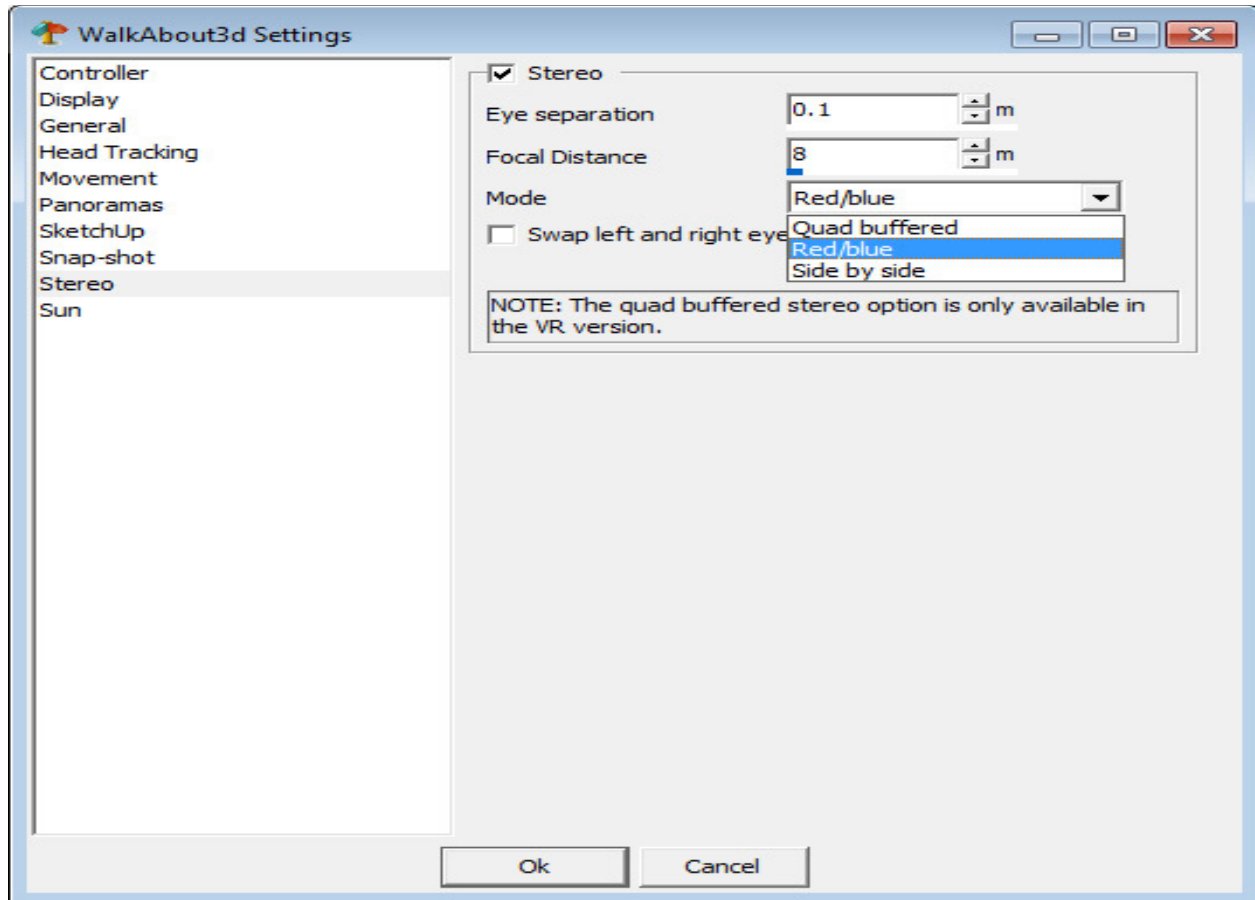 WalkAbout3d Settings
Controller
Display
General
Head Tracking
Movement
Panoramas
SketchUp
Snap-shot
Stereo
Sun
Stereo
Eye separation 0.1 m
Focal Distance 8 m
Mode Red/blue
Swap left and right eye
Quad buffered
Red/blue
Side by side
NOTE: The quad buffered stereo option is only available in
the VR version.
Ok Cancel